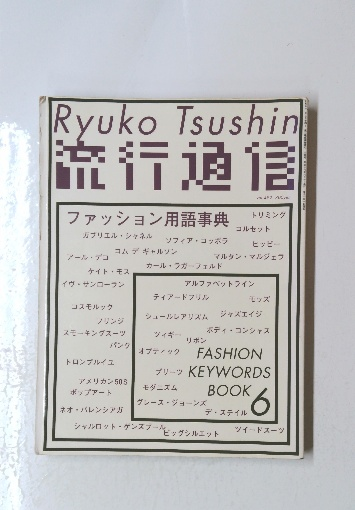 Ryuko Tsushin
流行通信
ファッション用語事典
トリミング
コルセット
ガブリエル・シャネル
ソフィア・コッポラ
ヒッピー
コム デ ギャルソン
アール・デコ
マルタン・マルジェラ
カール・ラガーフェルド
ケイト・モス
イヴ・サンローラン
アルファベットライン
ティアードフリル
モッズ
コスモルック
ジャズエイジ
シュールレアリズム
フリンジ
スモーキングスーツ
ツィギー
ボディ・コンシャス
リボン
パンク
オプティック
FASHION
トロンプルイユ
プリーツ
KEYWORDS
アメリカン50S
モダニズム
BOOK
6
ポップアート
グレース・ジョーンズ
ネオ・バレンシアガ
デ・ステイル
シャルロット・ゲンズブール
ビッグシルエット
ツイードスーツ